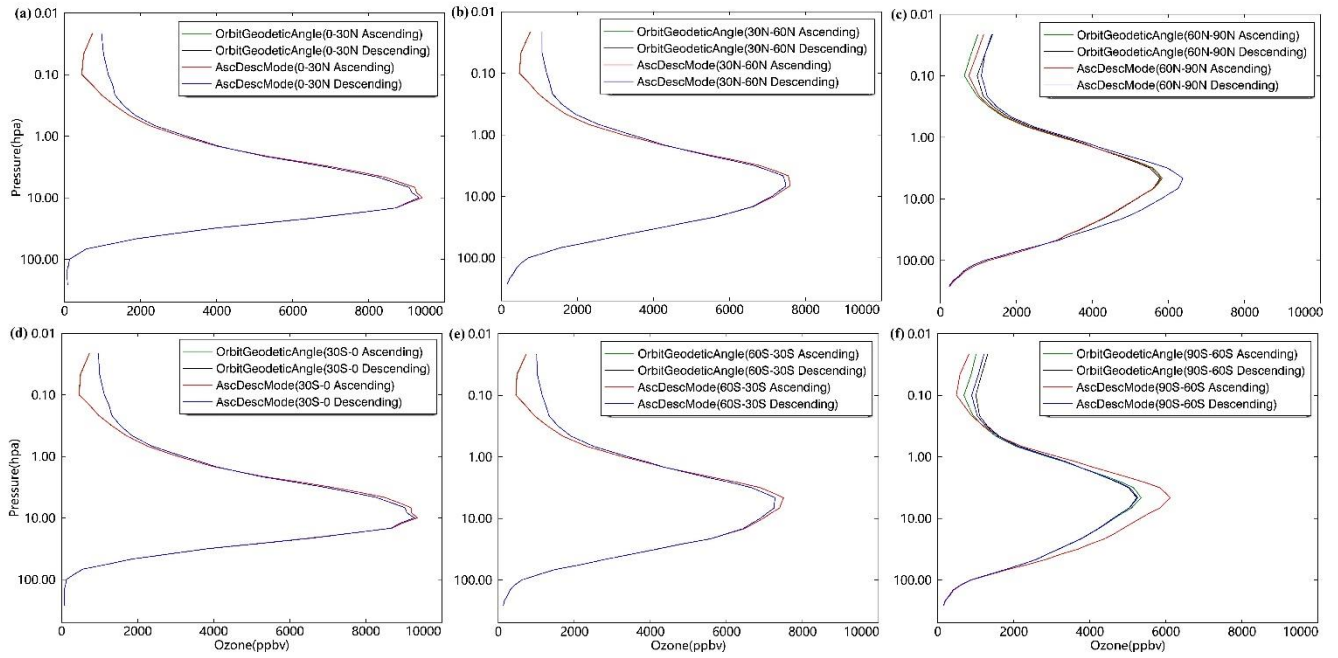 (a)
0.01
0.10
1.00
10.00
100.00
Pressure(hpa)
OrbitGeodeticAngle(0-30N Ascending)
OrbitGeodeticAngle(0-30N Descending)
AscDescMode(0-30N Ascending)
AscDescMode(0-30N Descending)
0 2000 4000 6000 8000 10000
(b)
0.01
0.10
1.00
10.00
100.00
OrbitGeodeticAngle(30N-60N Ascending)
OrbitGeodeticAngle(30N-60N Descending)
AscDescMode(30N-60N Ascending)
AscDescMode(30N-60N Descending)
0 2000 4000 6000 8000 10000
(c)
0.01
0.10
1.00
10.00
100.00
OrbitGeodeticAngle(60N-90N Ascending)
OrbitGeodeticAngle(60N-90N Descending)
AscDescMode(60N-90N Ascending)
AscDescMode(60N-90N Descending)
0 2000 4000 6000 8000 10000
(d)
0.01
0.10
1.00
10.00
100.00
Pressure(hpa)
OrbitGeodeticAngle(30S-0 Ascending)
OrbitGeodeticAngle(30S-0 Descending)
AscDescMode(30S-0 Ascending)
AscDescMode(30S-0 Descending)
0 2000 4000 6000 8000 10000
Ozone(ppbv)
(e)
0.01
0.10
1.00
10.00
100.00
OrbitGeodeticAngle(60S-30S Ascending)
OrbitGeodeticAngle(60S-30S Descending)
AscDescMode(60S-30S Ascending)
AscDescMode(60S-30S Descending)
0 2000 4000 6000 8000 10000
Ozone(ppbv)
(f)
0.01
0.10
1.00
10.00
100.00
OrbitGeodeticAngle(90S-60S Ascending)
OrbitGeodeticAngle(90S-60S Descending)
AscDescMode(90S-60S Ascending)
AscDescMode(90S-60S Descending)
0 2000 4000 6000 8000 10000
Ozone(ppbv)